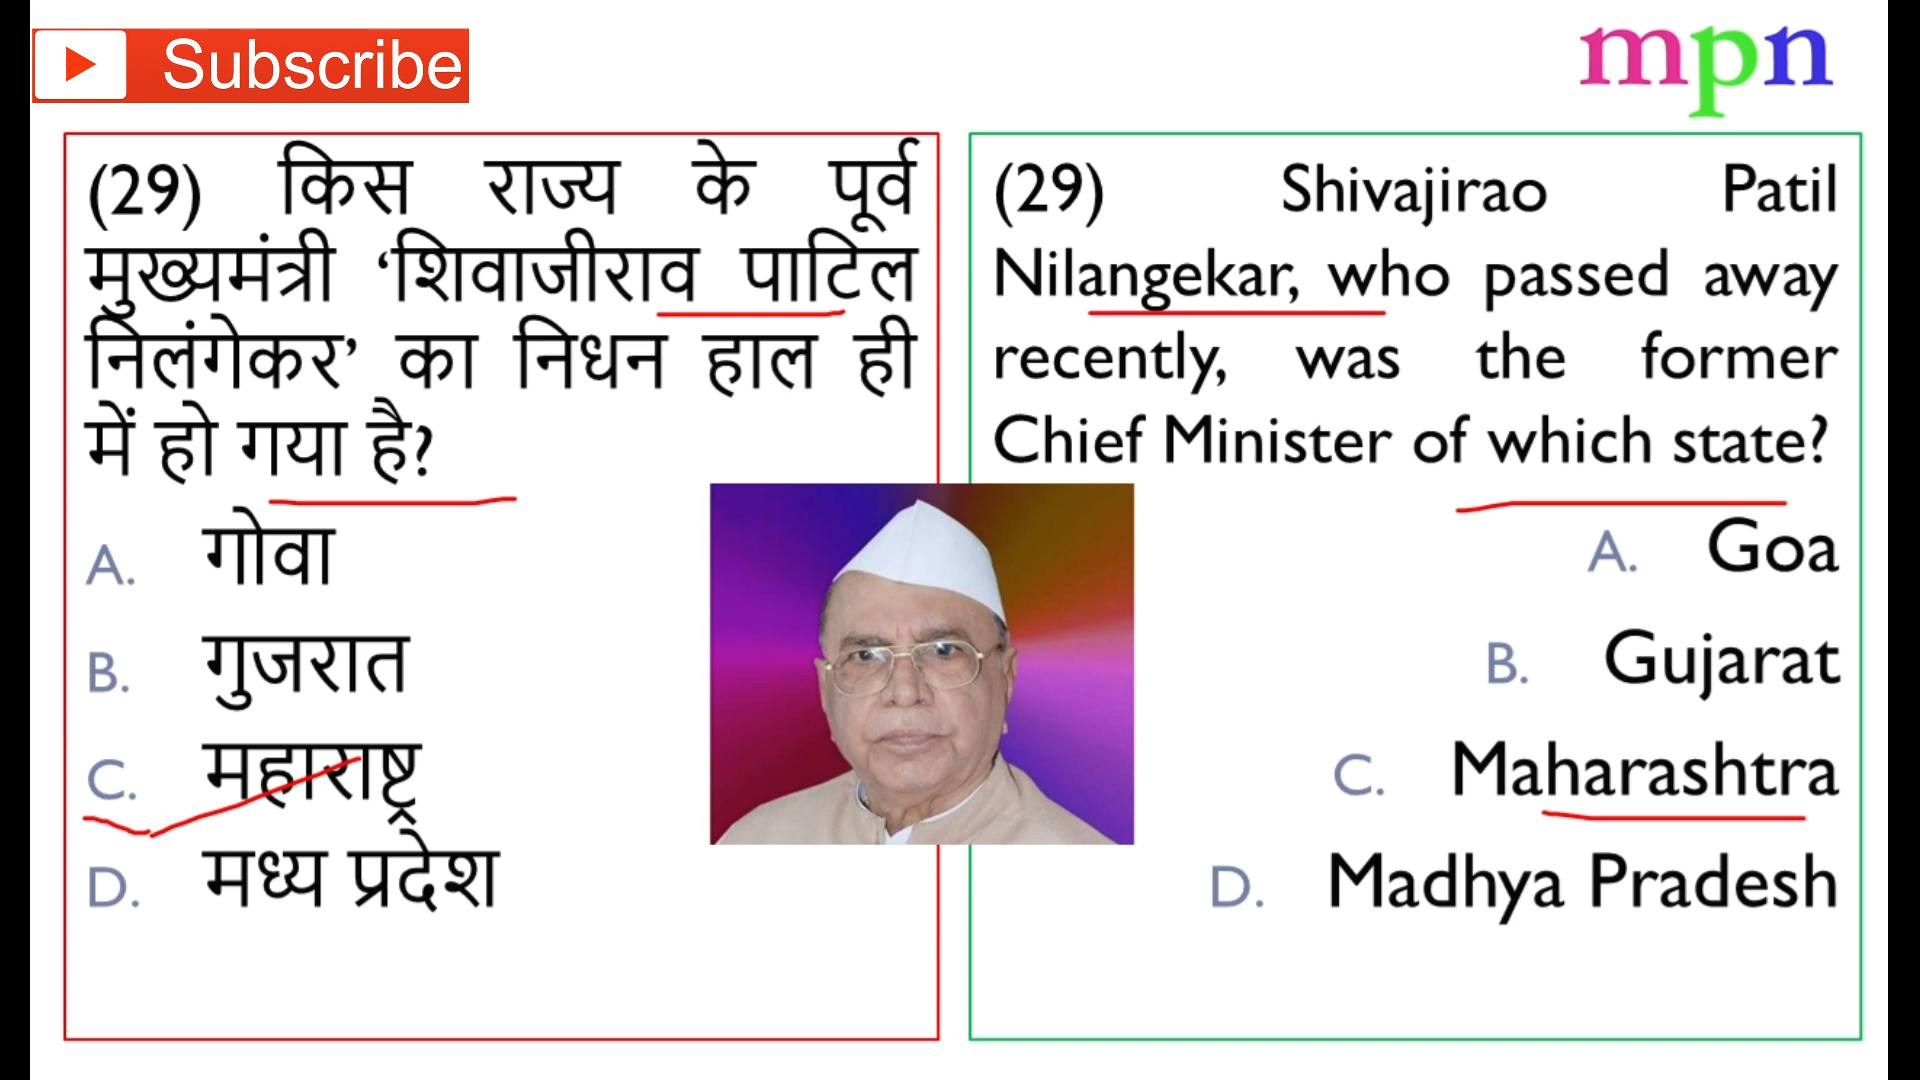 Subscribe
mpn
(29) किस राज्य के पूर्व
मुख्यमंत्री ‘शिवाजीराव पाटिल
निलंगेकर’ का निधन हाल ही
में हो गया है?
A. गोवा
B. गुजरात
C. महाराष्ट्र
D. मध्य प्रदेश
(29) Shivajirao Patil
Nilangekar, who passed away
recently, was the former
Chief Minister of which state?
A. Goa
B. Gujarat
C. Maharashtra
D. Madhya Pradesh